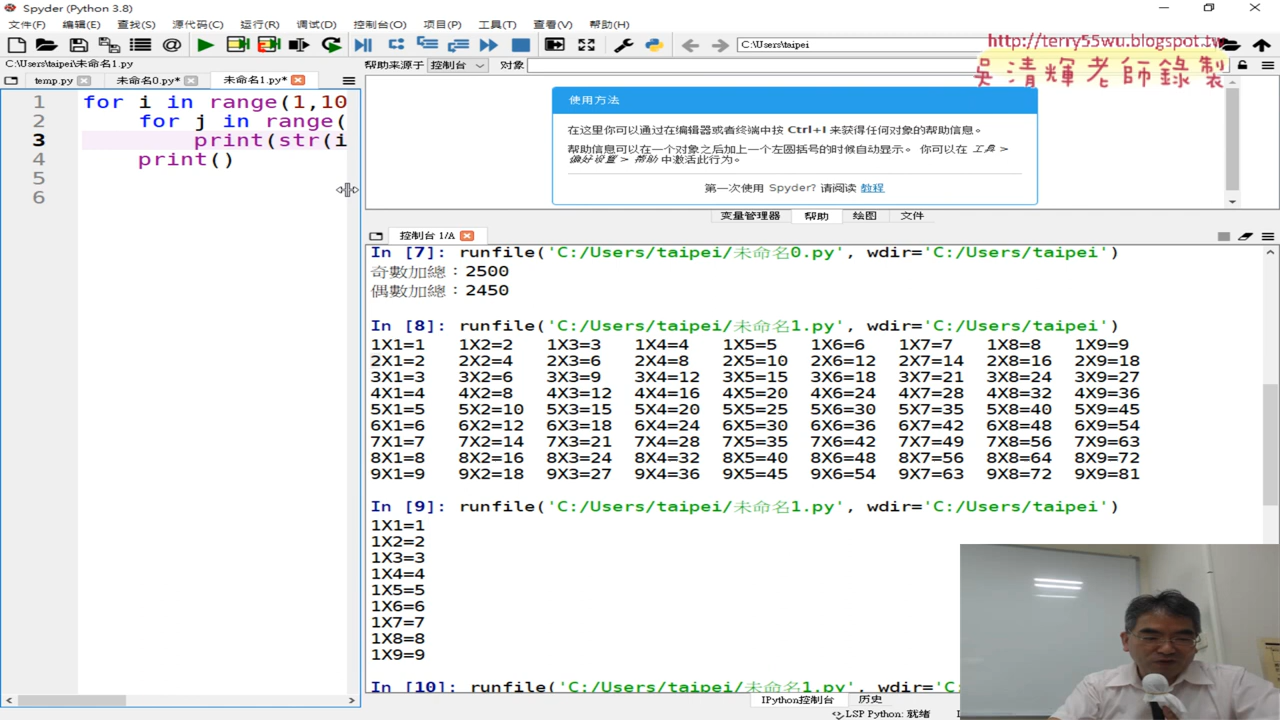 Spyder (Python 3.8)
文件(F) 编辑(E) 查找(S) 源代码(C) 运行(R) 调试(D) 控制台(O) 项目(P) 工具(T) 查看(V) 帮助(H)
C:\Users\taipei
http://terry55wu.blogspot.tw
吳清輝老師錄製
C:\Users\taipei\未命名1.py
帮助来源于 控制台 对象
temp.py 未命名0.py* 未命名1.py*
1 for i in range(1,10
2 for j in range(
3 print(str(i
4 print()
5
6
使用方法
在这里你可以通过在编辑器或者终端中按 Ctrl+I 来获得任何对象的帮助信息。
帮助信息可以在一个对象之后加上一个左圆括号的时候自动显示。 你可以在 工具 >
偏好设置 > 帮助 中激活此行为。
第一次使用 Spyder? 请阅读 教程
变量管理器 帮助 绘图 文件
控制台 1/A
In [7]: runfile('C:/Users/taipei/未命名0.py', wdir='C:/Users/taipei')
奇數加總：2500
偶數加總：2450
In [8]: runfile('C:/Users/taipei/未命名1.py', wdir='C:/Users/taipei')
1X1=1 1X2=2 1X3=3 1X4=4 1X5=5 1X6=6 1X7=7 1X8=8 1X9=9
2X1=2 2X2=4 2X3=6 2X4=8 2X5=10 2X6=12 2X7=14 2X8=16 2X9=18
3X1=3 3X2=6 3X3=9 3X4=12 3X5=15 3X6=18 3X7=21 3X8=24 3X9=27
4X1=4 4X2=8 4X3=12 4X4=16 4X5=20 4X6=24 4X7=28 4X8=32 4X9=36
5X1=5 5X2=10 5X3=15 5X4=20 5X5=25 5X6=30 5X7=35 5X8=40 5X9=45
6X1=6 6X2=12 6X3=18 6X4=24 6X5=30 6X6=36 6X7=42 6X8=48 6X9=54
7X1=7 7X2=14 7X3=21 7X4=28 7X5=35 7X6=42 7X7=49 7X8=56 7X9=63
8X1=8 8X2=16 8X3=24 8X4=32 8X5=40 8X6=48 8X7=56 8X8=64 8X9=72
9X1=9 9X2=18 9X3=27 9X4=36 9X5=45 9X6=54 9X7=63 9X8=72 9X9=81
In [9]: runfile('C:/Users/taipei/未命名1.py', wdir='C:/Users/taipei')
1X1=1
1X2=2
1X3=3
1X4=4
1X5=5
1X6=6
1X7=7
1X8=8
1X9=9
In [10]: runfile('C:/Users/taipei/未命名1.py', wdir='C:
IPython控制台 历史
LSP Python: 就绪